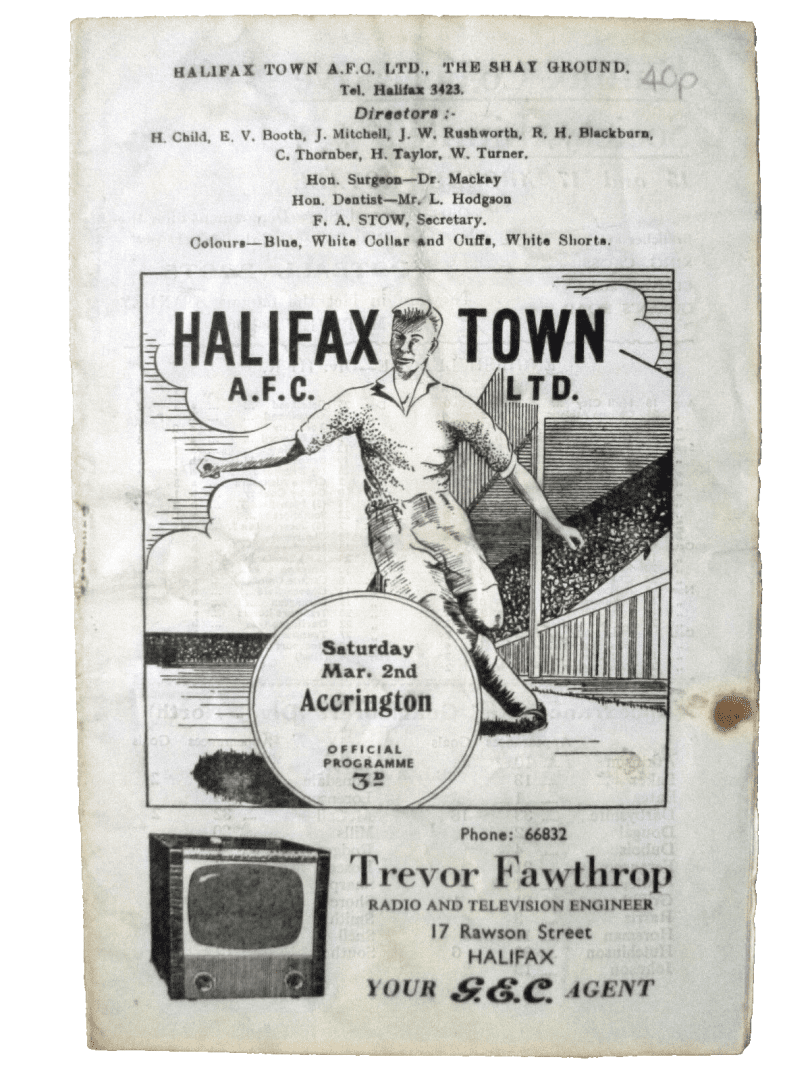 HALIFAX TOWN A.F.C. LTD., THE SHAY GROUND.
40p
Tel. Halifax 3423.
Directors :-
H. Child, E. V. Booth, J. Mitchell, J. W. Rushworth, R. H. Blackburn,
C. Thornber, H. Taylor, W. Turner.
Hon. Surgeon—Dr. Mackay
Hon. Dentist—Mr. L. Hodgson
F. A. STOW, Secretary.
Colours—Blue, White Collar and Cuffs, White Shorts.
HALIFAX TOWN
A.F.C. LTD.
Saturday
Mar. 2nd
Accrington
OFFICIAL
PROGRAMME
3D
Phone: 66832
Trevor Fawthrop
RADIO AND TELEVISION ENGINEER
17 Rawson Street
HALIFAX
YOUR G.E.C. AGENT